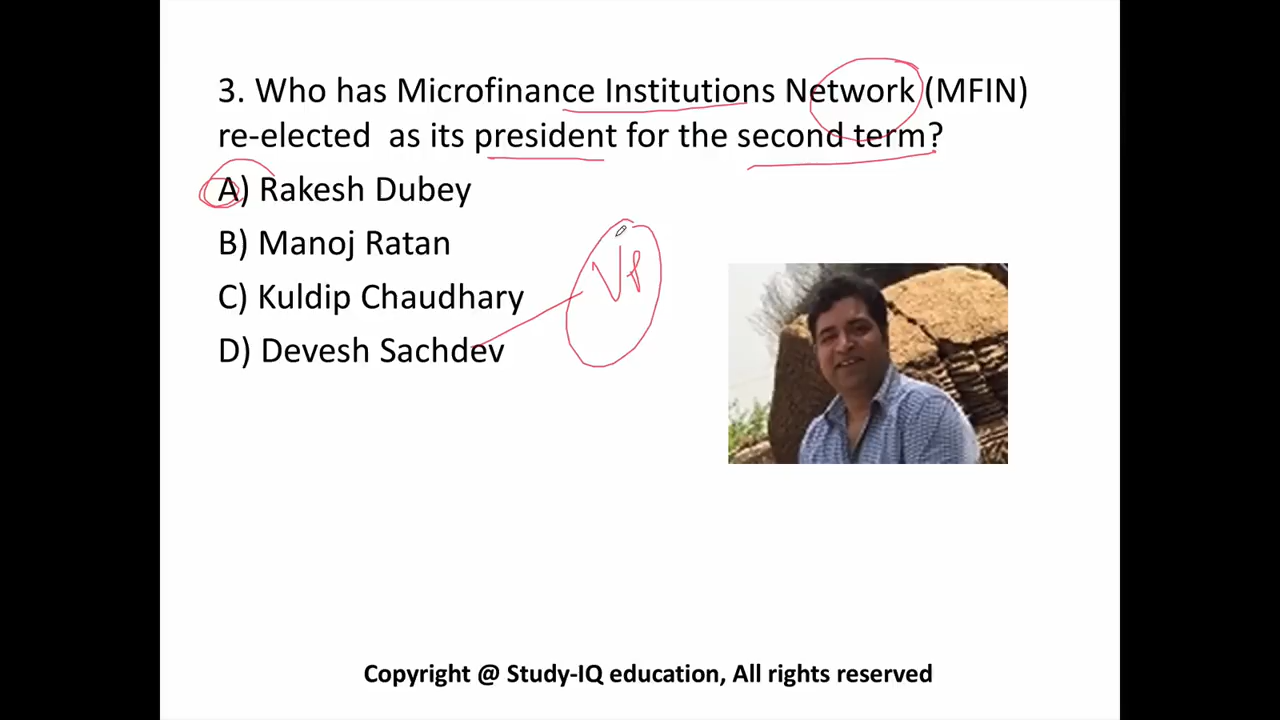 3. Who has Microfinance Institutions Network (MFIN)
re-elected as its president for the second term?
A) Rakesh Dubey
B) Manoj Ratan
VP
C) Kuldip Chaudhary
D) Devesh Sachdev
Copyright @ Study-IQ education, All rights reserved